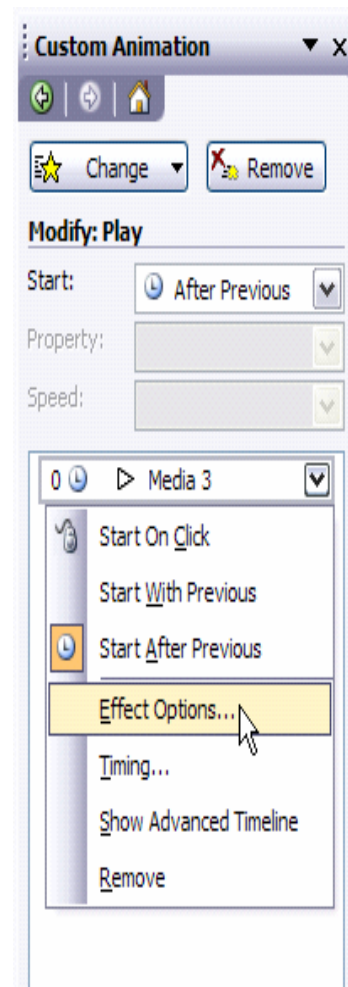 Custom Animation
Change
Remove
Modify: Play
Start:
After Previous
Property:
Speed:
0
Media 3
Start On Click
Start With Previous
Start After Previous
Effect Options...
Timing...
Show Advanced Timeline
Remove